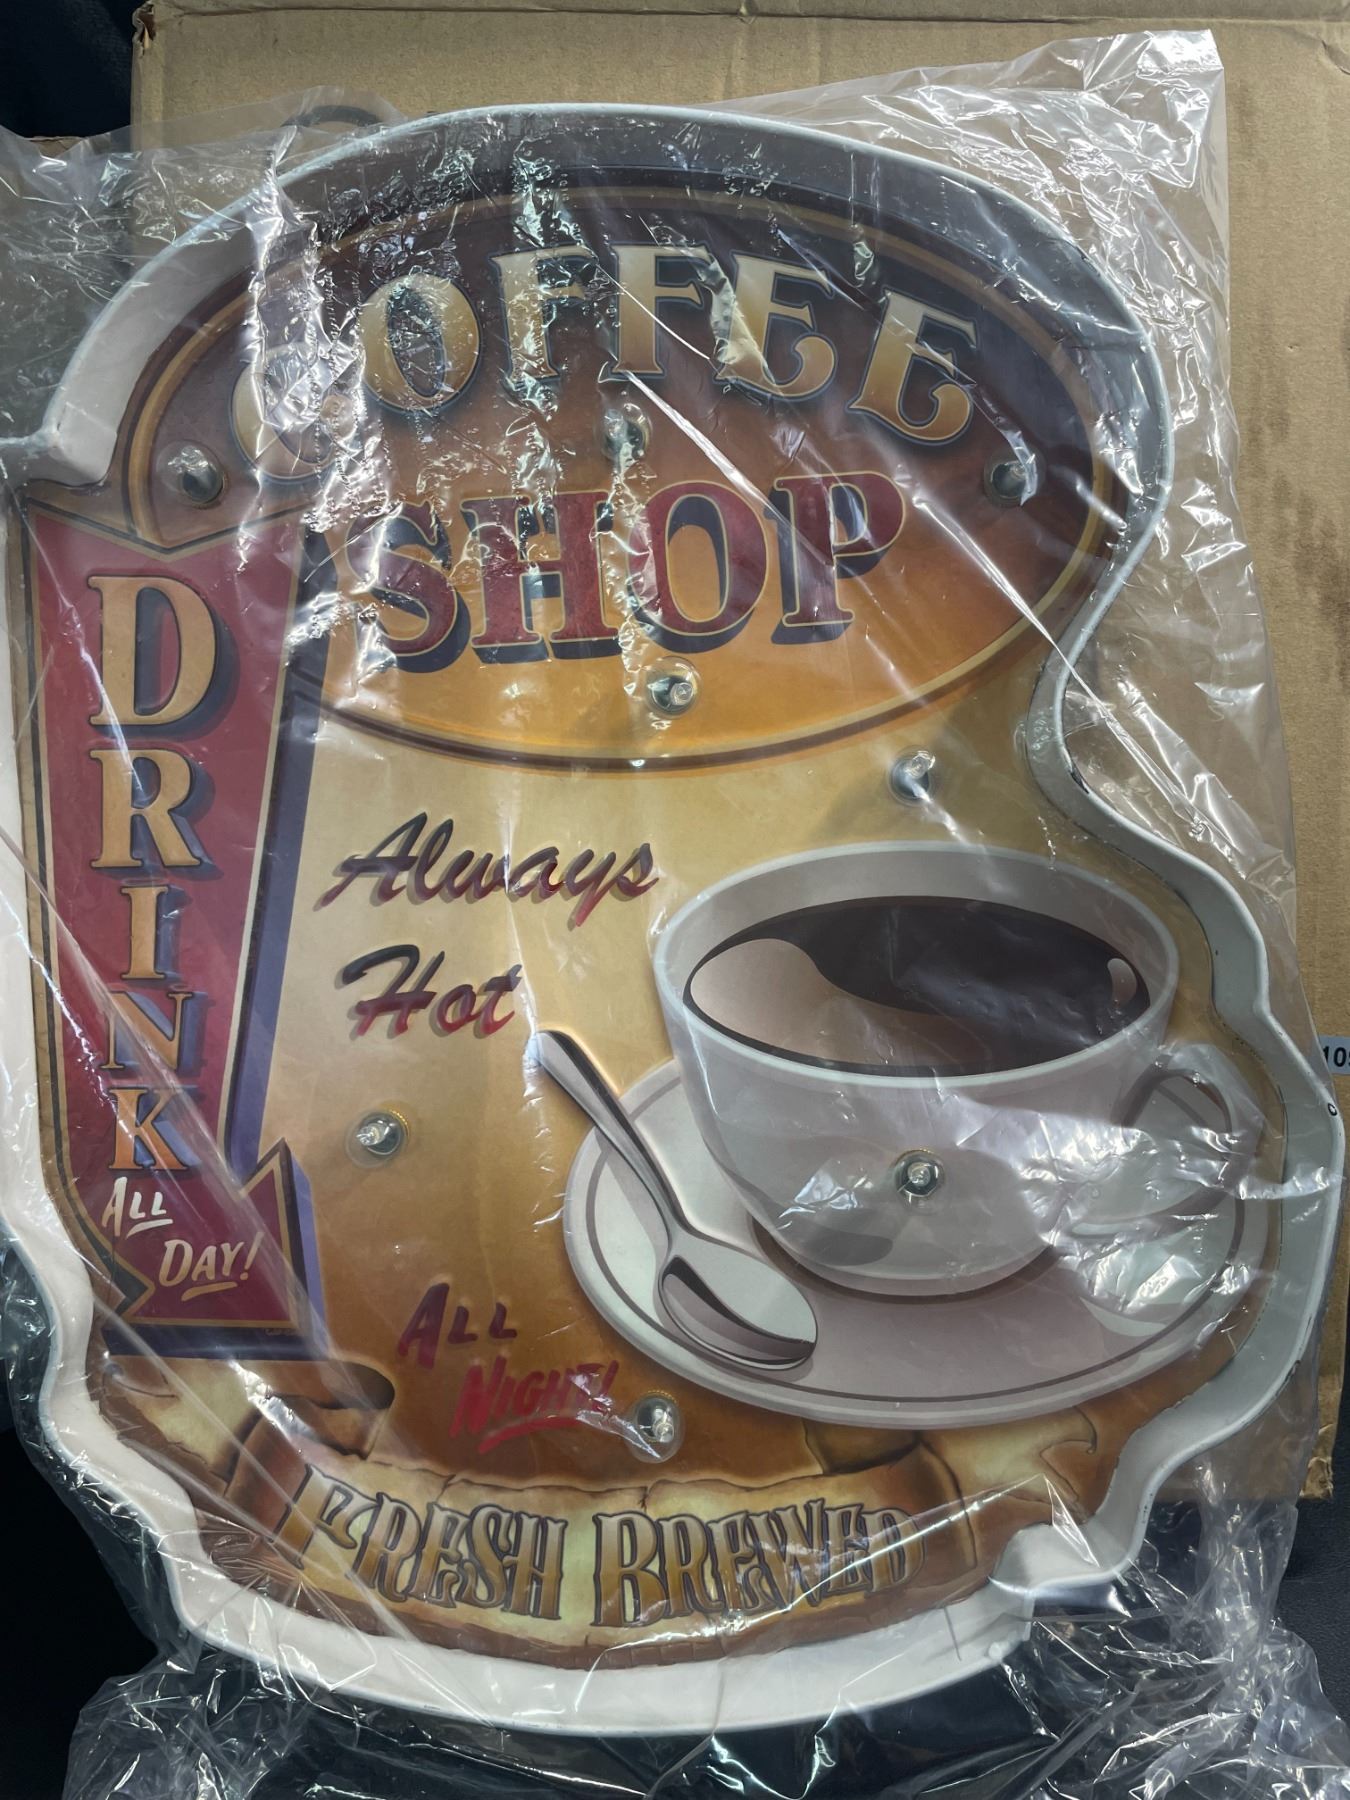 COFFEE
SHOP
DRINK
ALL
DAY!
Always
Hot
ALL
NIGHT!
FRESH BREWED